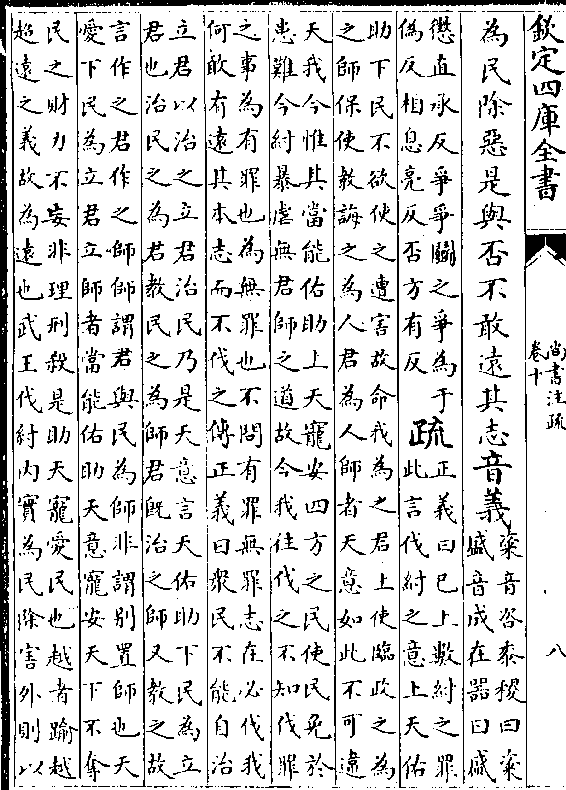 欽定四庫全書
尚書注疏
卷十
八
為民除惡是與否不敢遠其志音義
粢音咨黍稷曰粢
盛音成在器曰盛
懲直承反爭爭鬭之爭為于
偽反相息亮反否方有反
疏
正義曰已上數紂之罪
此言伐紂之意上天佑
助下民不欲使之遭害故命我為之君上使臨政之為
之師保使教誨之為人君為人師者天意如此不可違
天我今惟其當能佑助上天寵安四方之民使民免於
患難今紂暴虐無君師之道故今我往伐之不知伐罪
之事為有罪也為無罪也不問有罪無罪志在必伐我
何敢有遠其本志而不伐之傳正義曰眾民不能自治
立君以治之立君治民乃是天意言天佑助下民為立
君也治民之為君教民之為師君既治之師又教之故
言作之君作之師師謂君與民為師非謂別置師也天
愛下民為立君立師者當能佑助天意寵安天下不奪
民之財力不妄非理刑殺是助天寵愛民也越者踰越
超遠之義故為遠也武王伐紂內實為民除害外則以